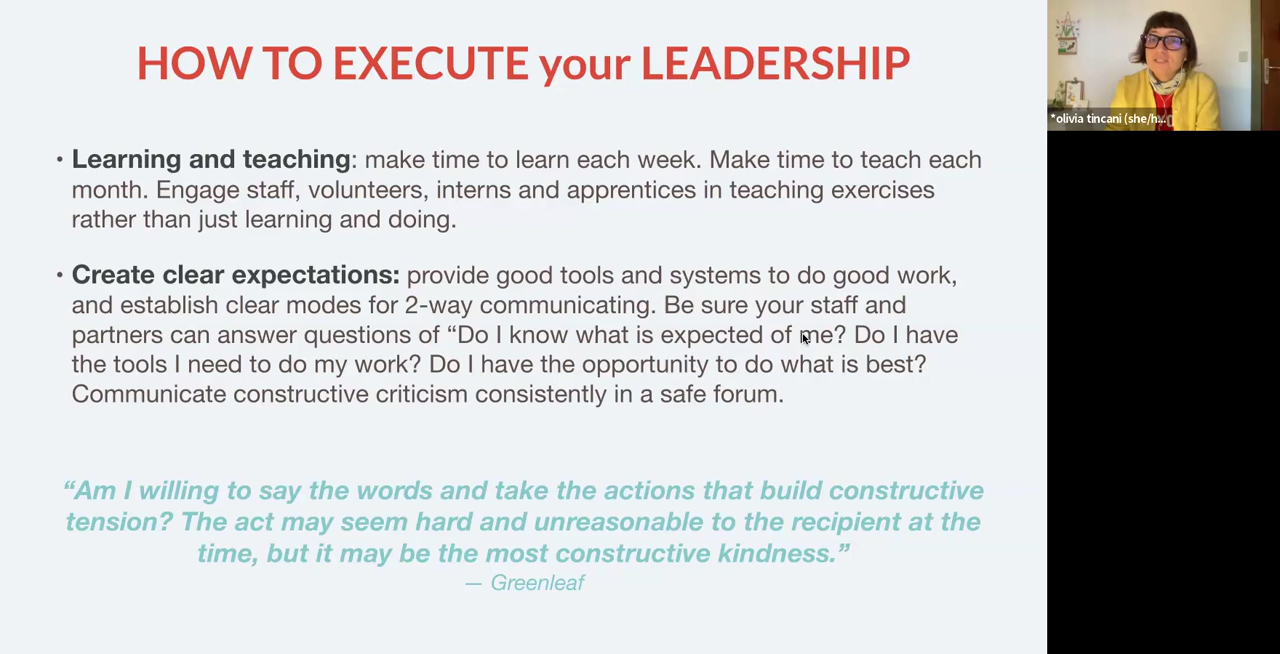 HOW TO EXECUTE your LEADERSHIP
• Learning and teaching: make time to learn each week. Make time to teach each
month. Engage staff, volunteers, interns and apprentices in teaching exercises
rather than just learning and doing.
• Create clear expectations: provide good tools and systems to do good work,
and establish clear modes for 2-way communicating. Be sure your staff and
partners can answer questions of “Do I know what is expected of me? Do I have
the tools I need to do my work? Do I have the opportunity to do what is best?
Communicate constructive criticism consistently in a safe forum.
“Am I willing to say the words and take the actions that build constructive
tension? The act may seem hard and unreasonable to the recipient at the
time, but it may be the most constructive kindness.”
— Greenleaf
*olivia tincani (she/h...